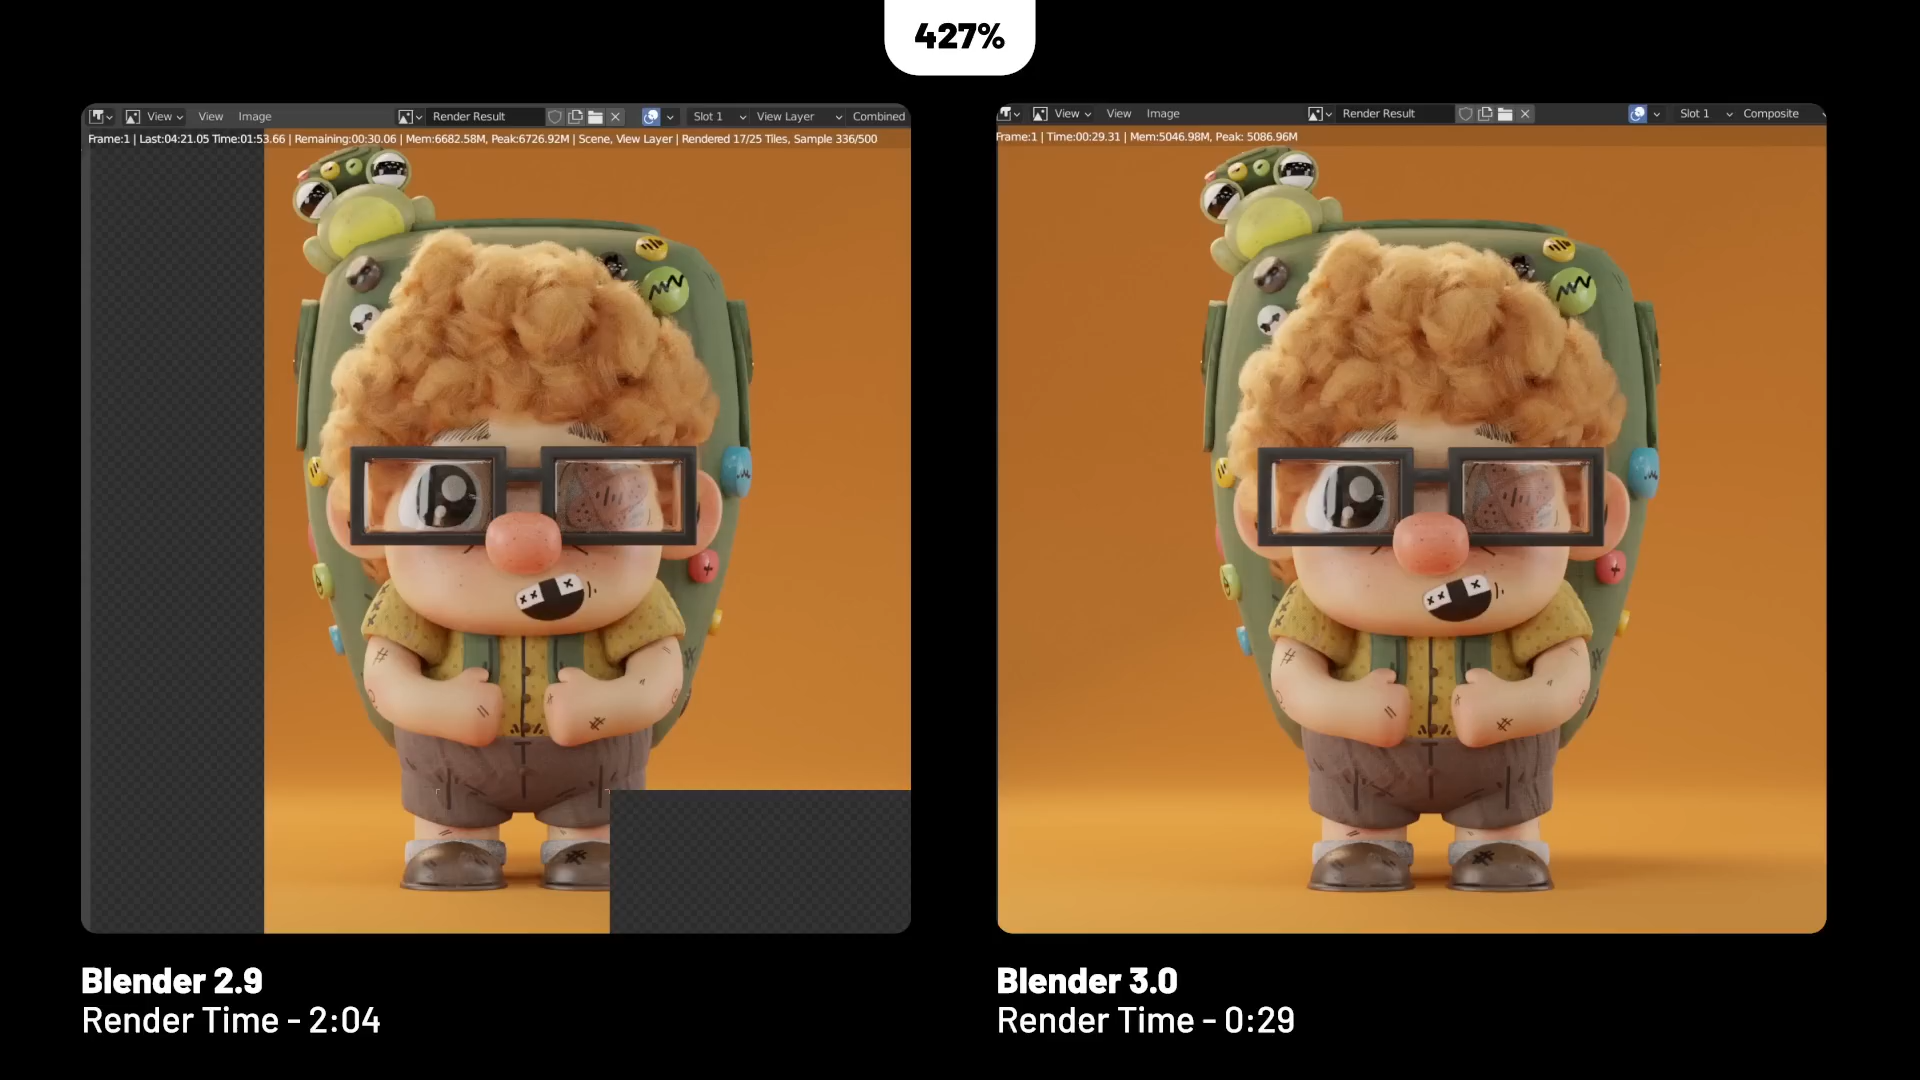 427%
View View Image Render Result Slot 1 View Layer Combined
Frame:1 | Last:04:21.05 Time:01:53.66 | Remaining:00:30.06 | Mem:6682.58M, Peak:6726.92M | Scene, View Layer | Rendered 17/25 Tiles, Sample 336/500
View View Image Render Result Slot 1 Composite
Frame:1 | Time:00:29.31 | Mem:5046.98M, Peak: 5086.96M
Blender 2.9
Render Time - 2:04
Blender 3.0
Render Time - 0:29